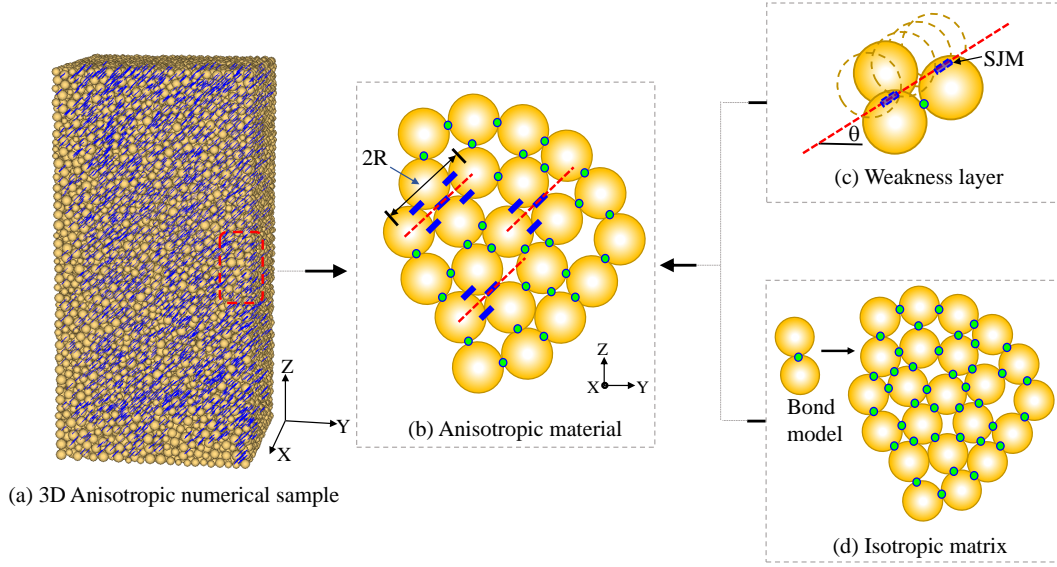 Z
Y
X
(a) 3D Anisotropic numerical sample
2R
Z
X
Y
(b) Anisotropic material
SJM
θ
(c) Weakness layer
Bond
model
(d) Isotropic matrix